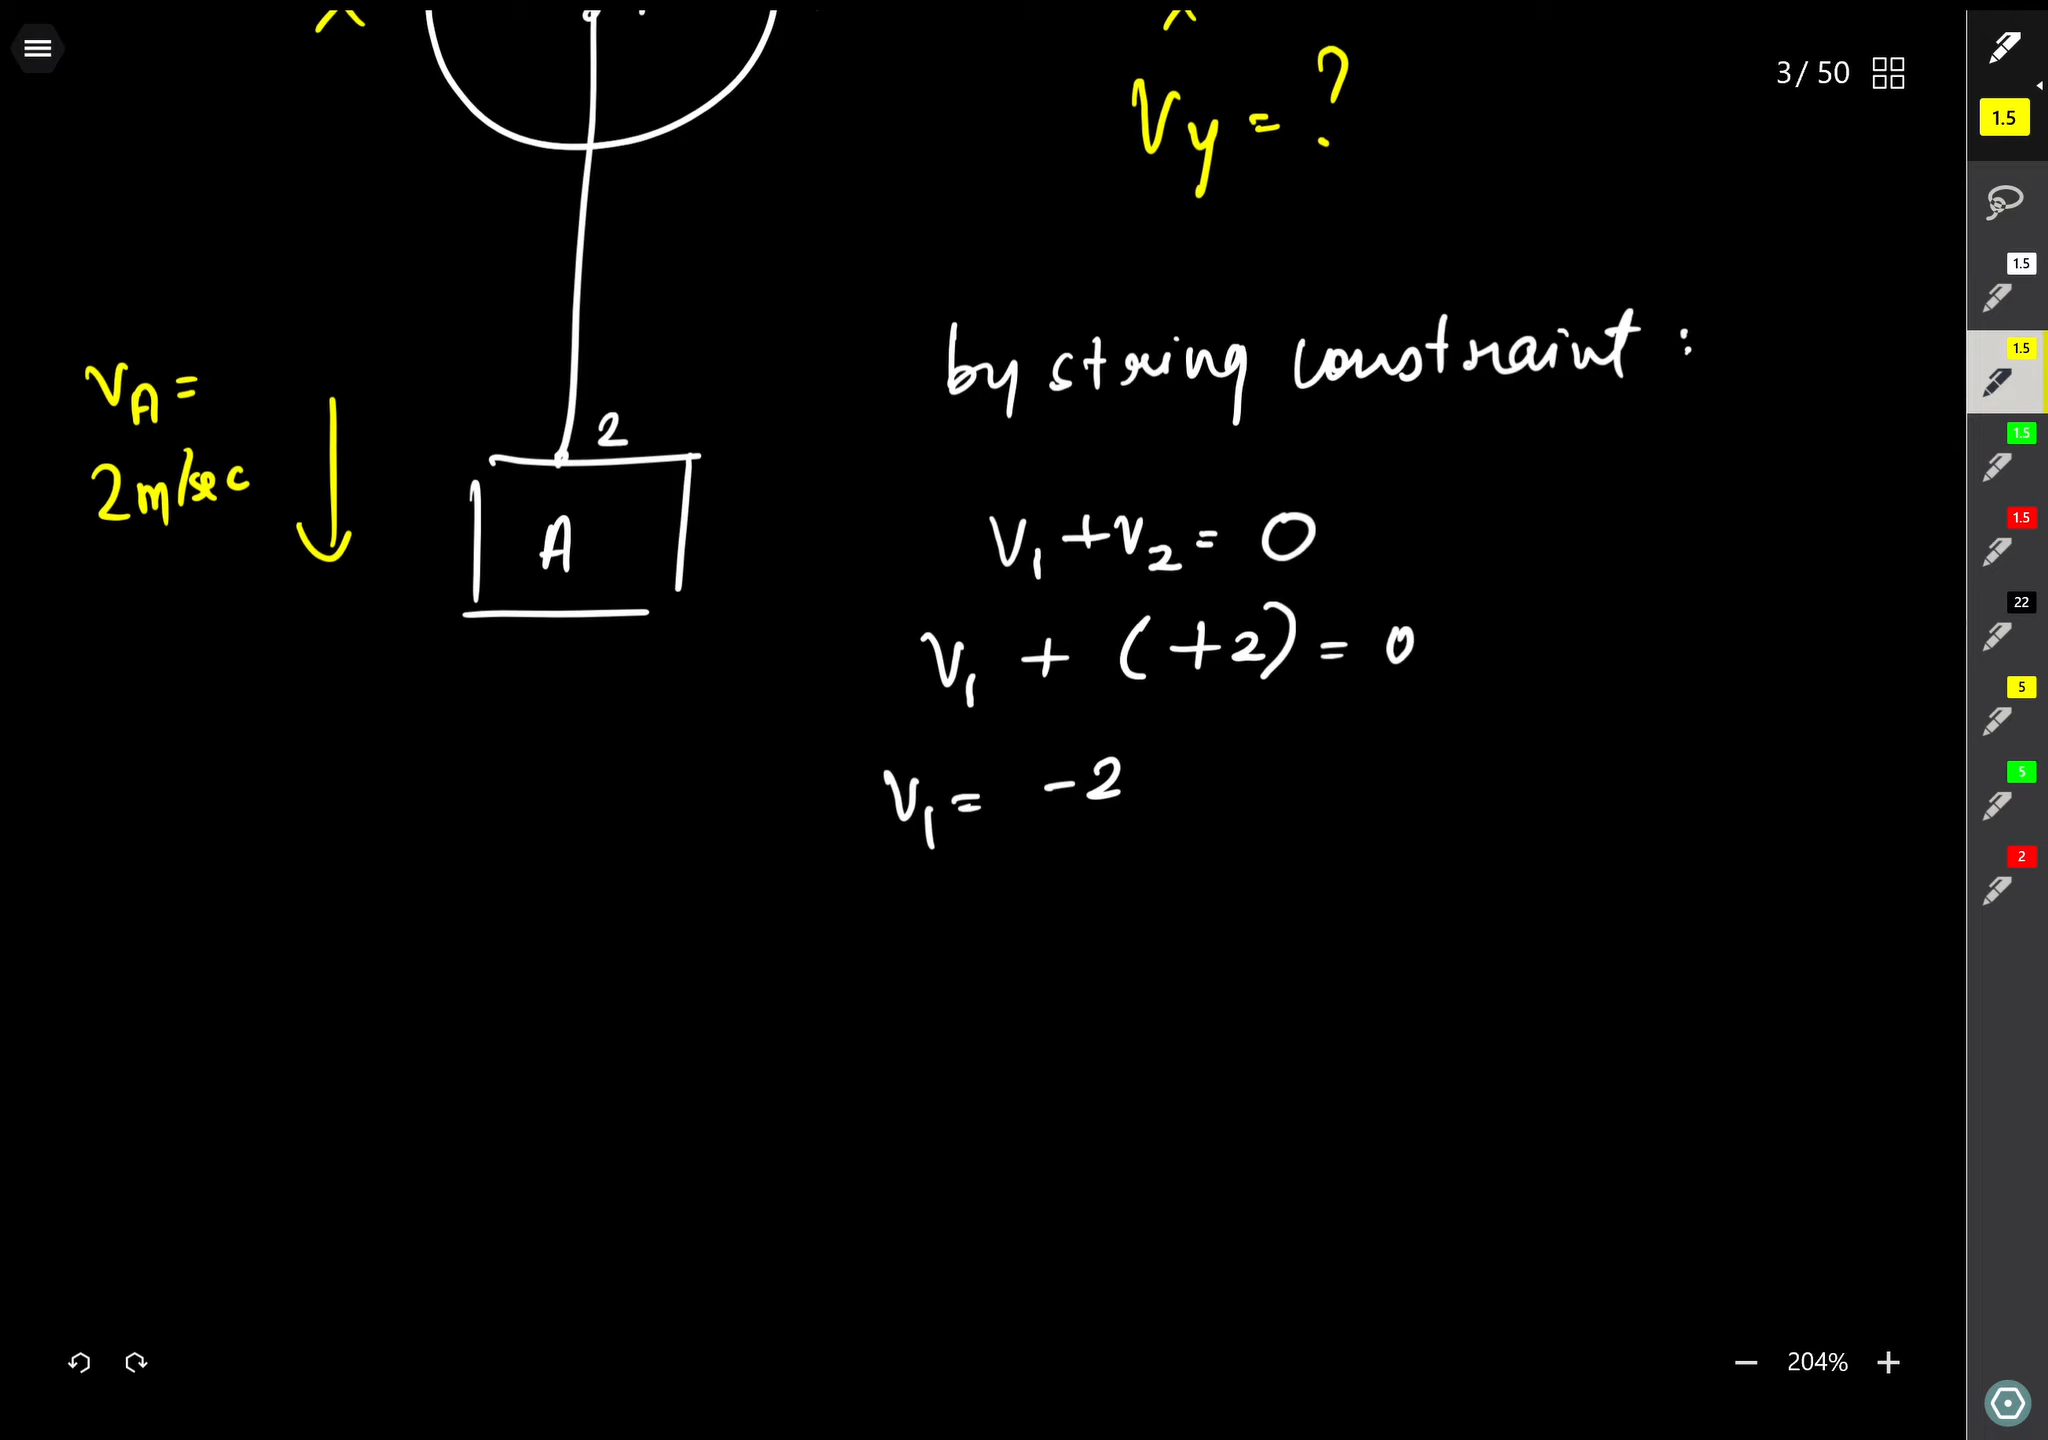 3/ 50
1.5
Vy = ?
1.5
by string constraint :
1.5
VA =
2 m/sec
2
A
1.5
V1 + V2 = 0
1.5
22
V1 + (+2) = 0
5
V1 = -2
5
2
204%